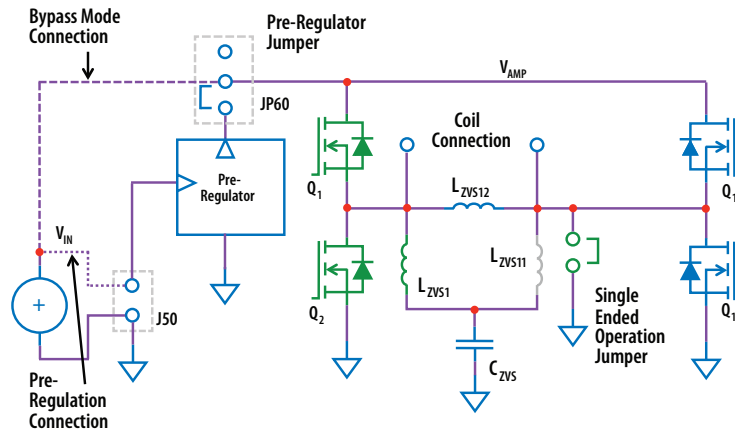 Bypass Mode
Connection
Pre-Regulator
Jumper
JP60
VAMP
Coil
Connection
Pre-
Regulator
Q1
LZVS12
Q1
VIN
LZVS1
LZVS11
J50
Q2
Single
Ended
Operation
Jumper
Q1
CZVS
Pre-
Regulation
Connection